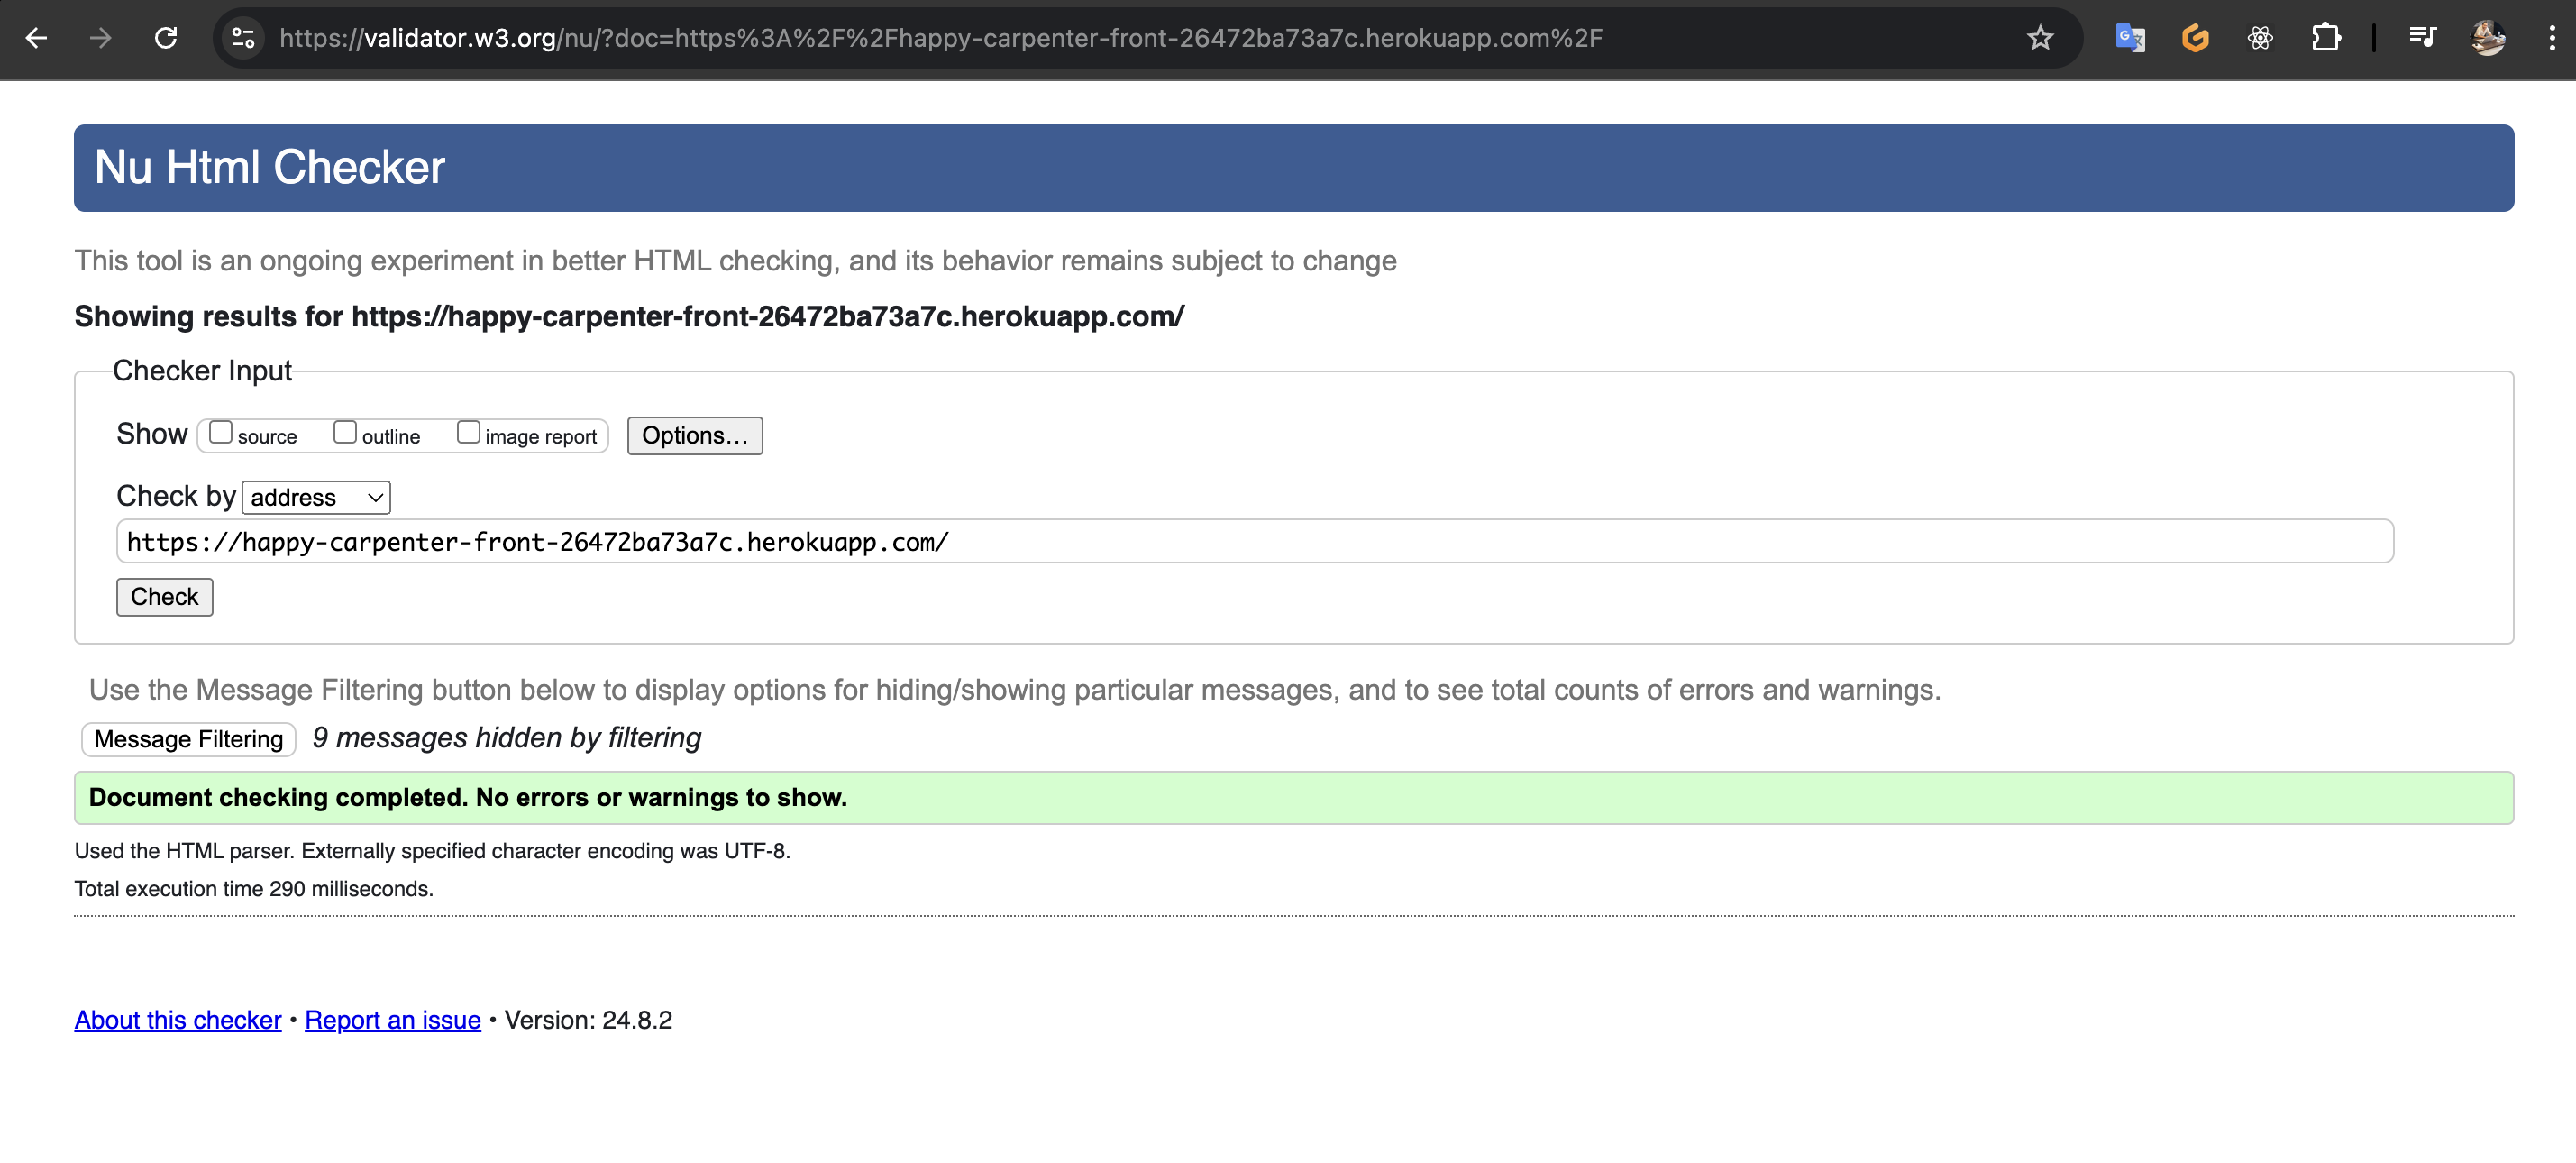 https://validator.w3.org/nu/?doc=https%3A%2F%2Fhappy-carpenter-front-26472ba73a7c.herokuapp.com%2F
Nu Html Checker
This tool is an ongoing experiment in better HTML checking, and its behavior remains subject to change
Showing results for https://happy-carpenter-front-26472ba73a7c.herokuapp.com/
Checker Input
Show source outline image report Options…
Check by address
https://happy-carpenter-front-26472ba73a7c.herokuapp.com/
Check
Use the Message Filtering button below to display options for hiding/showing particular messages, and to see total counts of errors and warnings.
Message Filtering 9 messages hidden by filtering
Document checking completed. No errors or warnings to show.
Used the HTML parser. Externally specified character encoding was UTF-8.
Total execution time 290 milliseconds.
About this checker • Report an issue • Version: 24.8.2